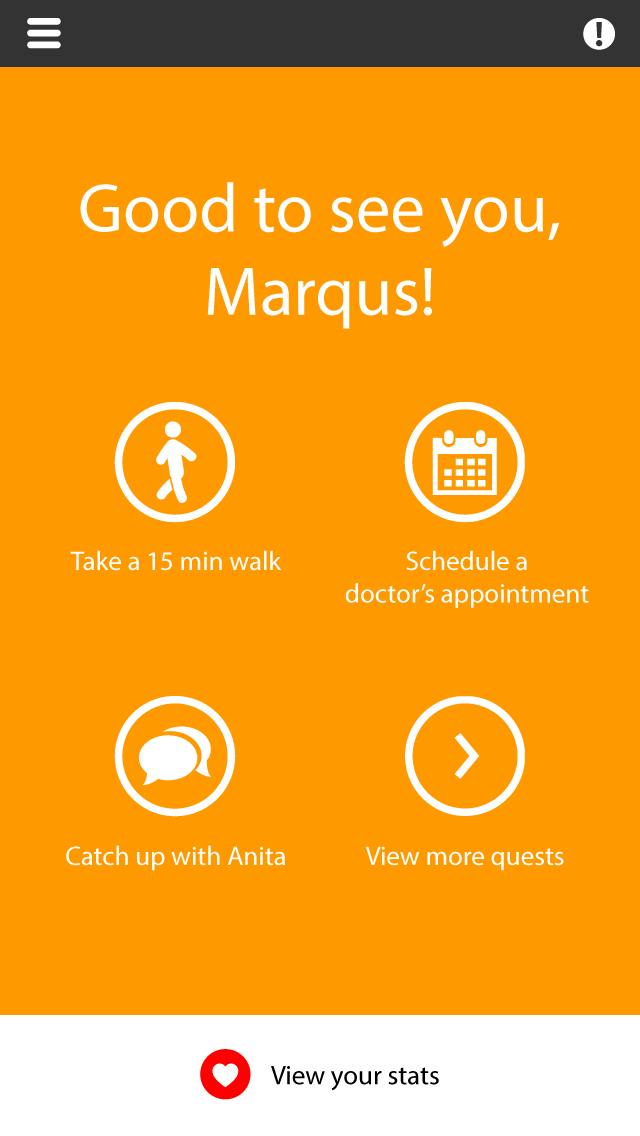 Good to see you,
Marqus!
Take a 15 min walk
Schedule a
doctor’s appointment
Catch up with Anita
View more quests
View your stats